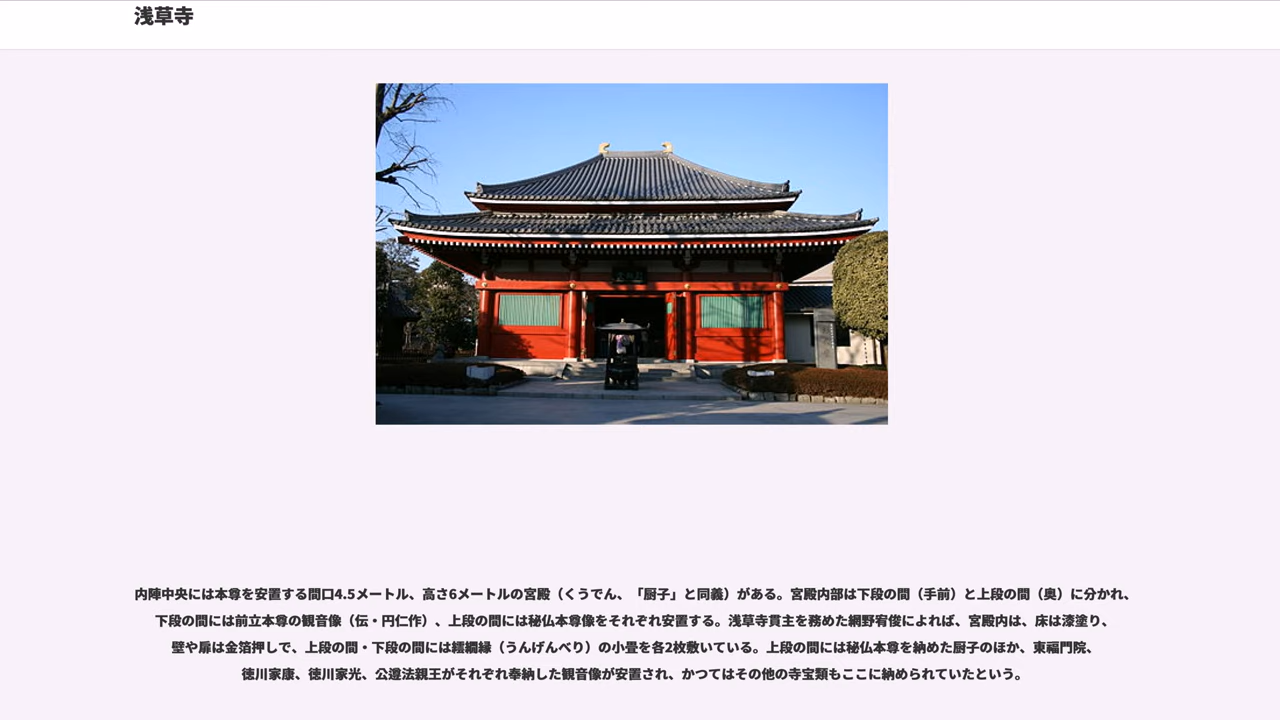 浅草寺
内陣中央には本尊を安置する間口4.5メートル、高さ6メートルの宮殿（くうでん、「厨子」と同義）がある。宮殿内部は下段の間（手前）と上段の間（奥）に分かれ、
下段の間には前立本尊の観音像（伝・円仁作）、上段の間には秘仏本尊像をそれぞれ安置する。浅草寺貫主を務めた網野宥俊によれば、宮殿内は、床は漆塗り、
壁や扉は金箔押しで、上段の間・下段の間には繧繝縁（うんげんべり）の小畳を各2枚敷いている。上段の間には秘仏本尊を納めた厨子のほか、東福門院、
徳川家康、徳川家光、公遵法親王がそれぞれ奉納した観音像が安置され、かつてはその他の寺宝類もここに納められていたという。